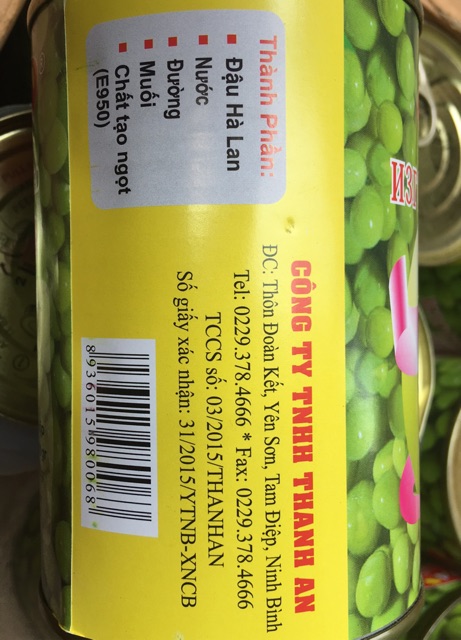 Thành Phần:
Đậu Hà Lan
Nước
Đường
Muối
Chất tạo ngọt
(E950)
CÔNG TY TNHH THANH AN
ĐC: Thôn Đoàn Kết, Yên Sơn, Tam Điệp, Ninh Bình
Tel: 0229.378.4666 * Fax: 0229.378.4666
TCCS số: 03/2015/THANHAN
Số giấy xác nhận: 31/2015/YTNB-XNCB
8936015980068